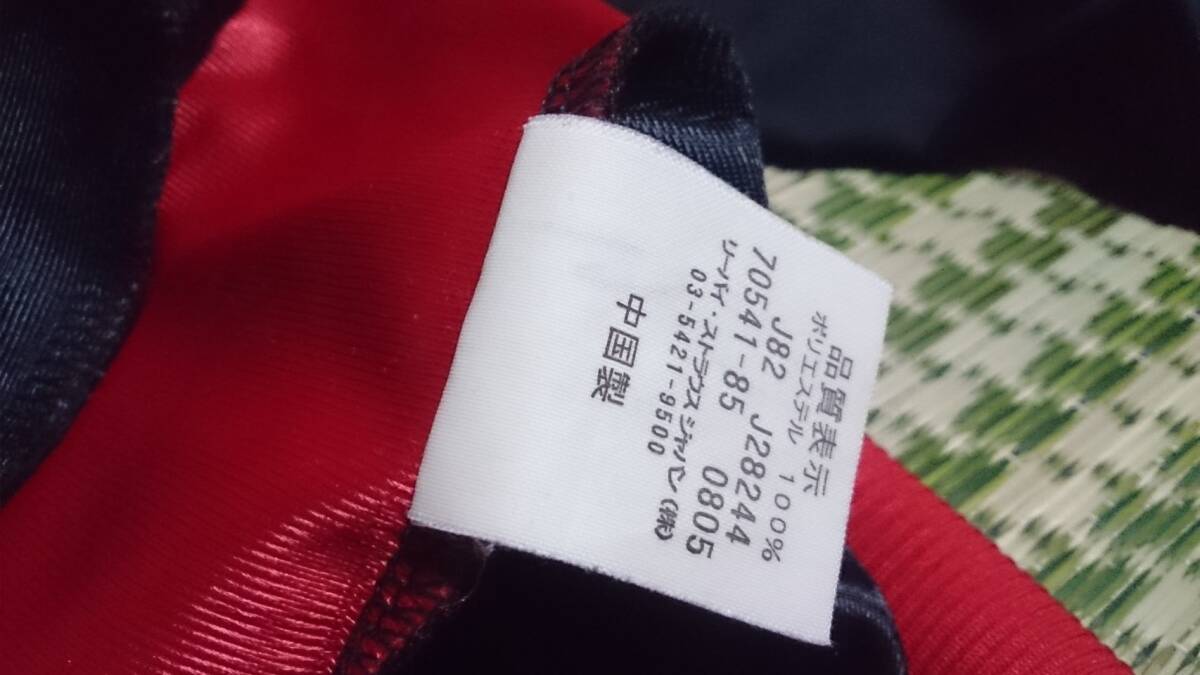 品質表示
ポリエステル 100%
J82 J28244
70541-85 0805
リーバイ・ストラウスジャパン(株)
03-5421-9500
中国製